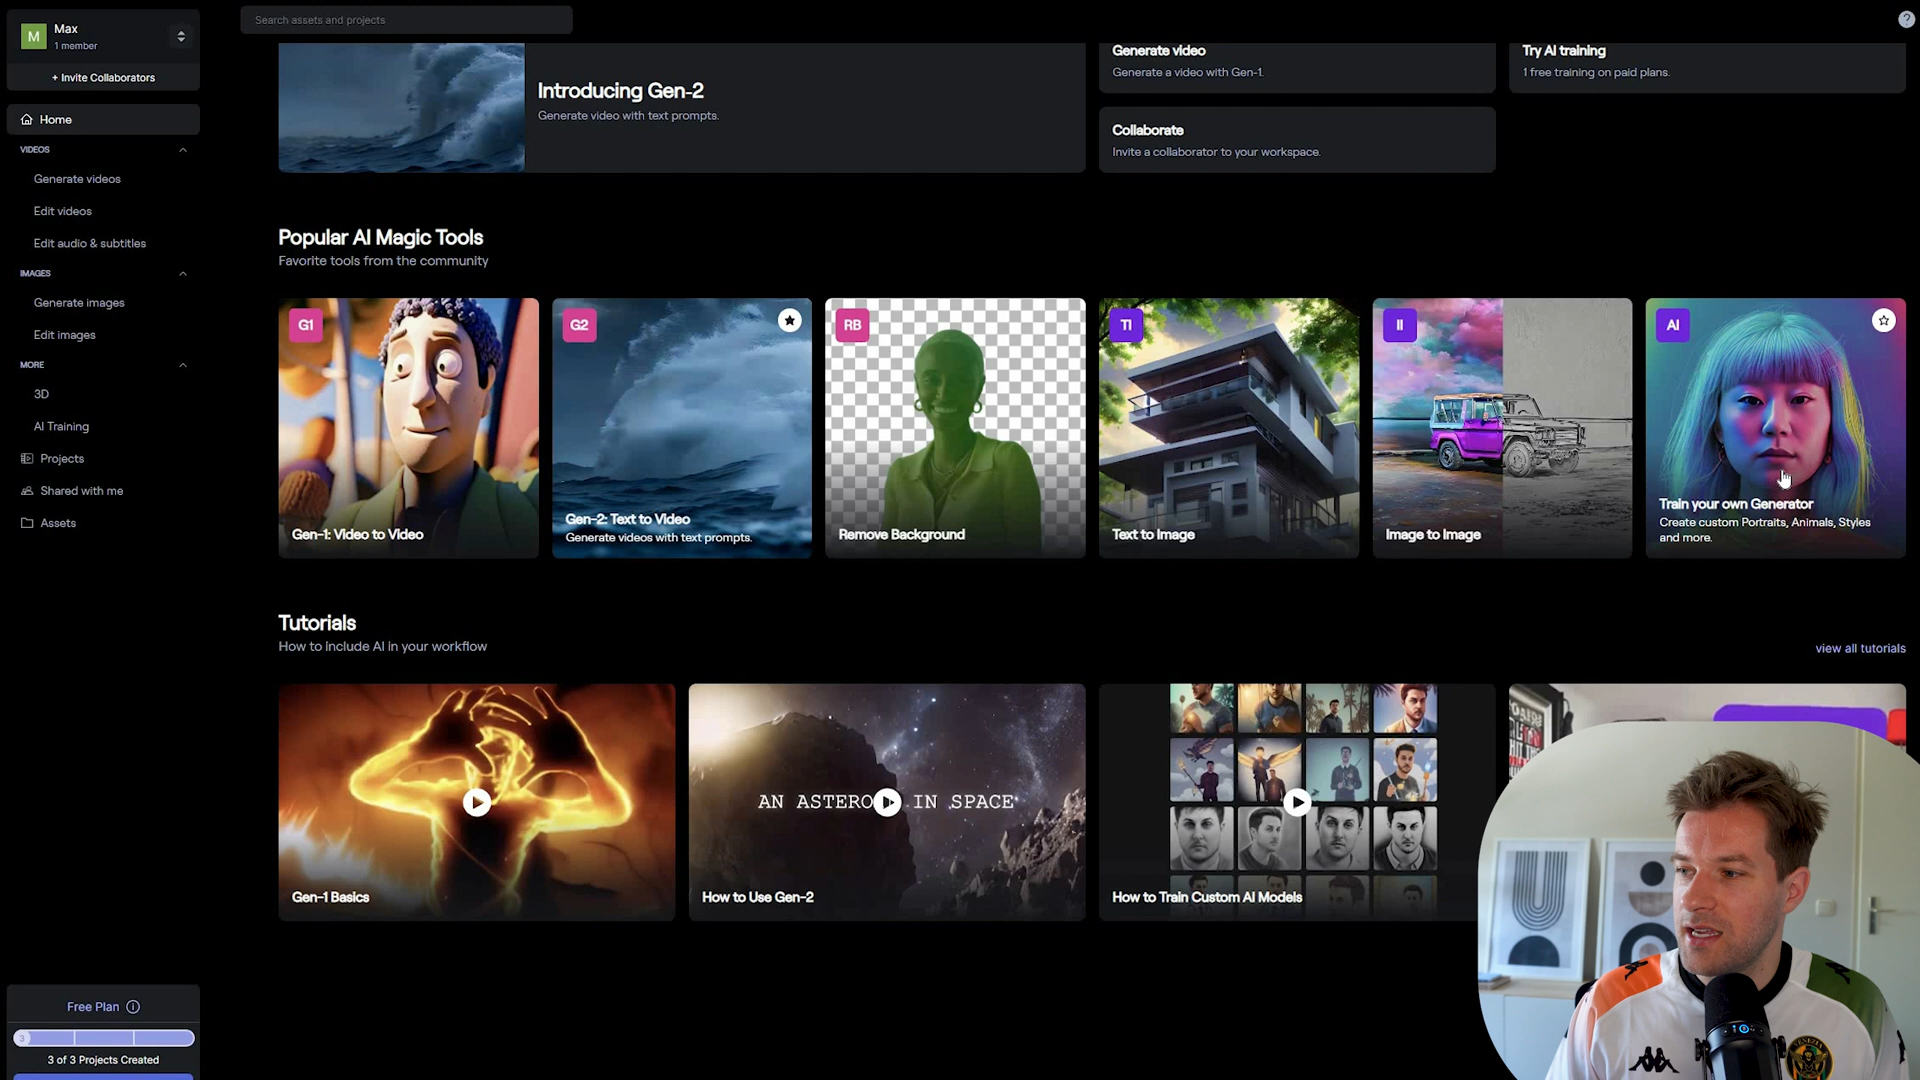 M
Max
1 member
+ Invite Collaborators
Home
VIDEOS
Generate videos
Edit videos
Edit audio & subtitles
IMAGES
Generate images
Edit images
MORE
3D
AI Training
Projects
Shared with me
Assets
Free Plan
3
3 of 3 Projects Created
Search assets and projects
?
Introducing Gen-2
Generate video with text prompts.
Generate video
Generate a video with Gen-1.
Try AI training
1 free training on paid plans.
Collaborate
Invite a collaborator to your workspace.
Popular AI Magic Tools
Favorite tools from the community
G1
Gen-1: Video to Video
G2
Gen-2: Text to Video
Generate videos with text prompts.
RB
Remove Background
TI
Text to Image
II
Image to Image
AI
Train your own Generator
Create custom Portraits, Animals, Styles
and more.
Tutorials
How to include AI in your workflow
view all tutorials
Gen-1 Basics
AN ASTERO IN SPACE
How to Use Gen-2
How to Train Custom AI Models
VENEZIA